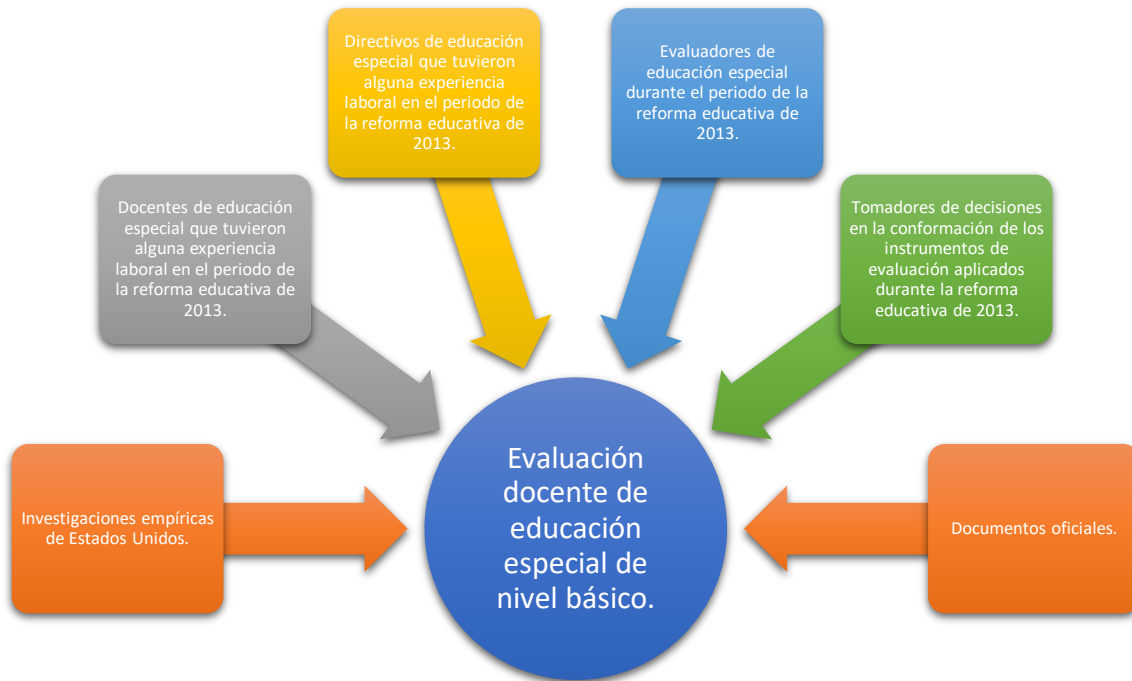 Directivos de educación
especial que tuvieron
alguna experiencia
laboral en el periodo de
la reforma educativa de
2013.
Evaluadores de
educación especial
durante el periodo de la
reforma educativa de
2013.
Docentes de educación
especial que tuvieron
alguna experiencia
laboral en el periodo de
la reforma educativa de
2013.
Tomadores de decisiones
en la conformación de los
instrumentos de
evaluación aplicados
durante la reforma
educativa de 2013.
Investigaciones empíricas
de Estados Unidos.
Evaluación
docente de
educación
especial de
nivel básico.
Documentos oficiales.